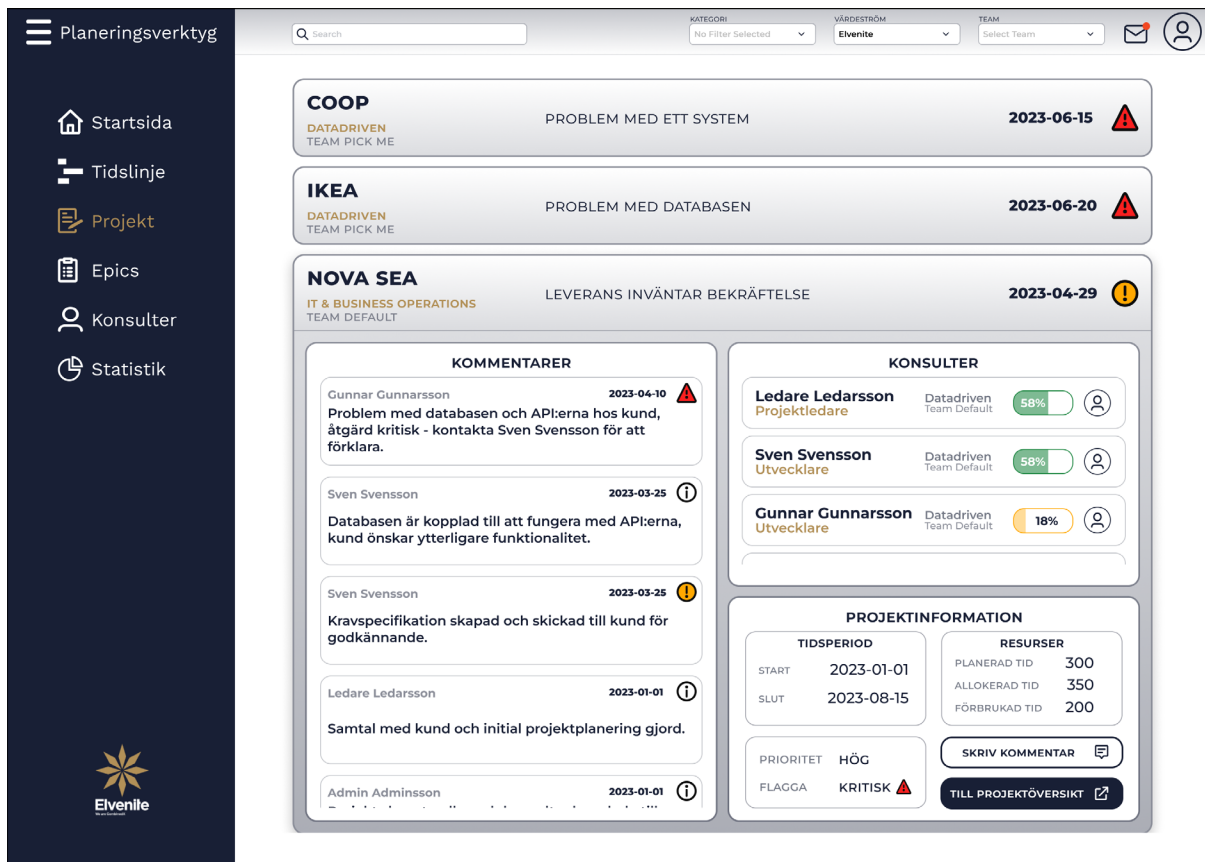 Planeringsverktyg
Search
KATEGORI
No Filter Selected
VÄRDESTRÖM
Elvenite
TEAM
Select Team
Startsida
Tidslinje
Projekt
Epics
Konsulter
Statistik
Elvenite
COOP
DATADRIVEN
TEAM PICK ME
PROBLEM MED ETT SYSTEM
2023-06-15
IKEA
DATADRIVEN
TEAM PICK ME
PROBLEM MED DATABASEN
2023-06-20
NOVA SEA
IT & BUSINESS OPERATIONS
TEAM DEFAULT
LEVERANS INVÄNTAR BEKRÄFTELSE
2023-04-29
KOMMENTARER
Gunnar Gunnarsson 2023-04-10
Problem med databasen och API:erna hos kund,
åtgärd kritisk - kontakta Sven Svensson för att
förklara.
Sven Svensson 2023-03-25
Databasen är kopplad till att fungera med API:erna,
kund önskar ytterligare funktionalitet.
Sven Svensson 2023-03-25
Kravspecifikation skapad och skickad till kund för
godkännande.
Ledare Ledarsson 2023-01-01
Samtal med kund och initial projektplanering gjord.
Admin Adminsson 2023-01-01
KONSULTER
Ledare Ledarsson
Projektledare
Datadriven
Team Default
58%
Sven Svensson
Utvecklare
Datadriven
Team Default
58%
Gunnar Gunnarsson
Utvecklare
Datadriven
Team Default
18%
PROJEKTINFORMATION
TIDSPERIOD
START 2023-01-01
SLUT 2023-08-15
RESURSER
PLANERAD TID 300
ALLOKERAD TID 350
FÖRBRUKAD TID 200
PRIORITET HÖG
FLAGGA KRITISK
SKRIV KOMMENTAR
TILL PROJEKTÖVERSIKT